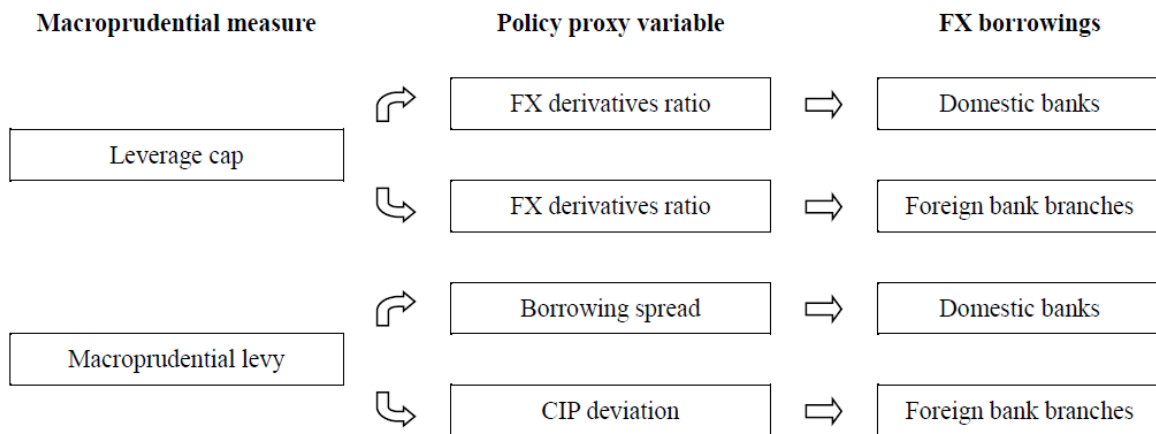 Macroprudential measure Policy proxy variable FX borrowings
FX derivatives ratio Domestic banks
Leverage cap
FX derivatives ratio Foreign bank branches
Borrowing spread Domestic banks
Macroprudential levy
CIP deviation Foreign bank branches